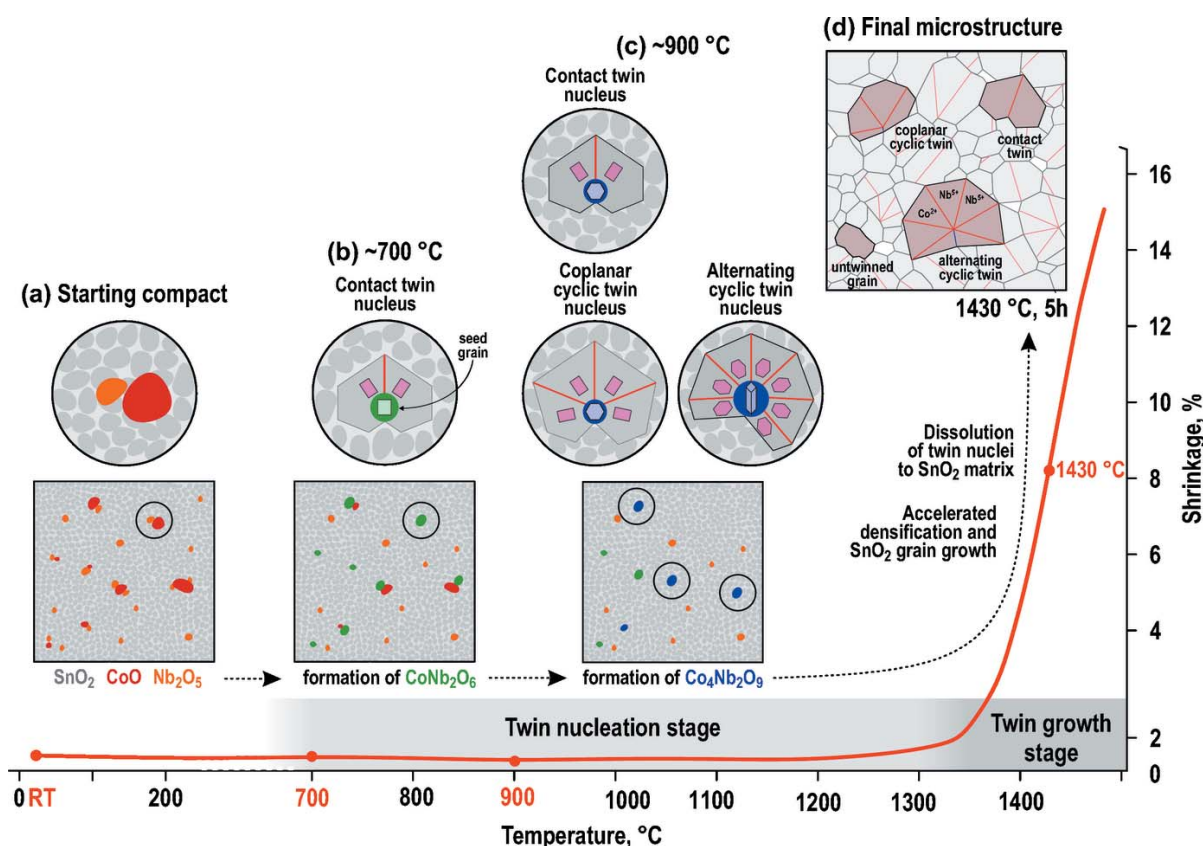 (a) Starting compact
(b) ~700 °C
Contact twin
nucleus
seed
grain
(c) ~900 °C
Contact twin
nucleus
Coplanar
cyclic twin
nucleus
Alternating
cyclic twin
nucleus
(d) Final microstructure
coplanar
cyclic twin
contact
twin
Nb⁵⁺
Nb⁵⁺
Co²⁺
untwinned
grain
alternating
cyclic twin
1430 °C, 5h
Dissolution
of twin nuclei
to SnO₂ matrix
Accelerated
densification and
SnO₂ grain growth
1430 °C
SnO₂ CoO Nb₂O₅
formation of CoNb₂O₆
formation of Co₄Nb₂O₉
Twin nucleation stage
Twin growth
stage
16
14
12
10
8
6
4
2
0
Shrinkage, %
0 RT 200 700 800 900 1000 1100 1200 1300 1400
Temperature, °C